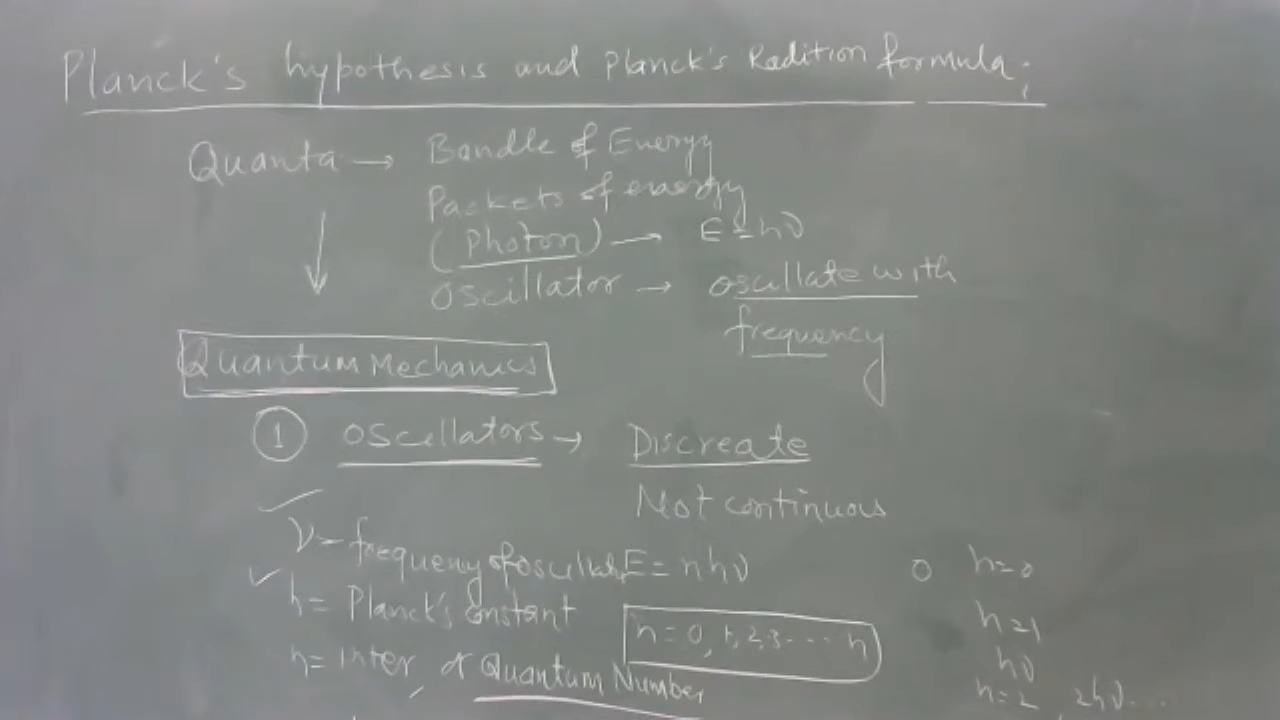 Planck's hypothesis and Planck's Radition formula;
Quanta → Bundle of Energy
Packets of energy
(Photon) → E = hν
Oscillator → oscillate with
frequency
Quantum Mechanics
① Oscillators → Discreate
Not continuous
ν – frequeny of E = nhν
h = Planck's constant
n = 0, 1, 2, 3 ---- n
n = Inter or Quantum Number
0 n=0
n=1
hν
n=2, 2hν...